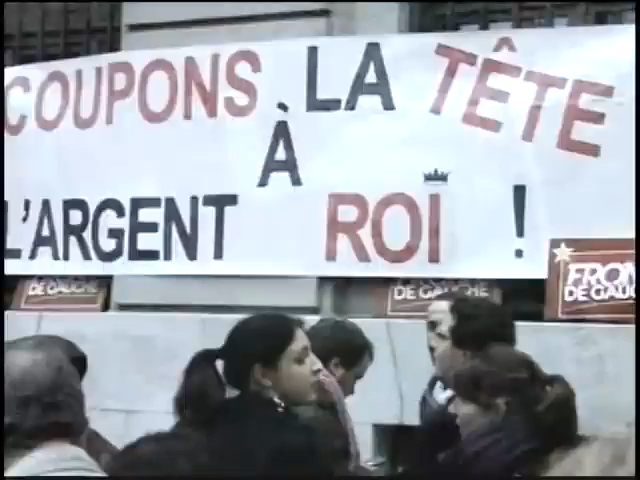 COUPONS LA TÊTE
À
L'ARGENT ROI !
DE GAUCHE
DE GAUCHE
FRON
DE GAUC